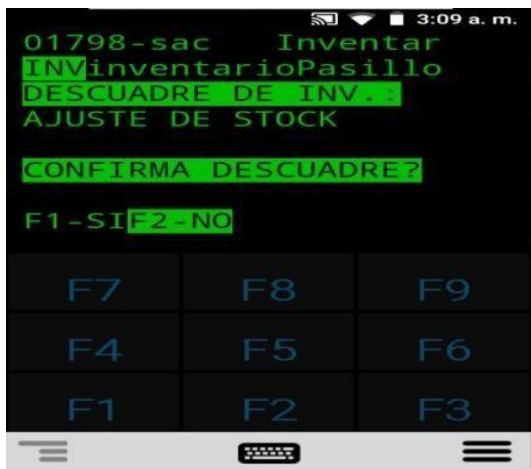 3:09 a. m.
01798-sac Inventar
INVinventarioPasillo
DESCUADRE DE INV.:
AJUSTE DE STOCK
CONFIRMA DESCUADRE?
F1-SIF2-NO
F7 F8 F9
F4 F5 F6
F1 F2 F3